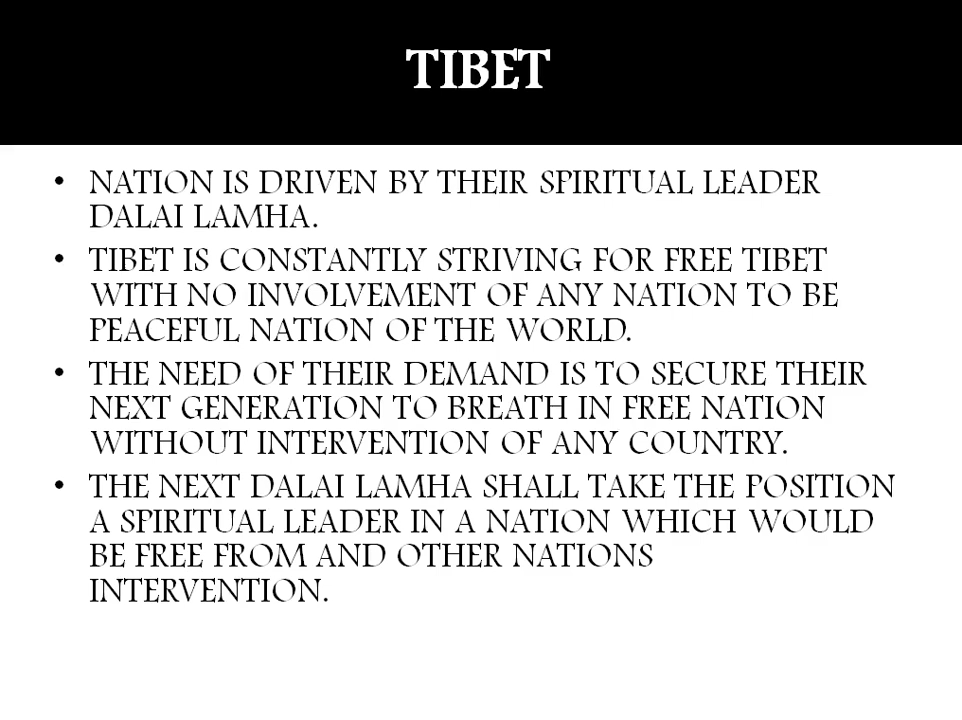 TIBET
• NATION IS DRIVEN BY THEIR SPIRITUAL LEADER
DALAI LAMHA.
• TIBET IS CONSTANTLY STRIVING FOR FREE TIBET
WITH NO INVOLVEMENT OF ANY NATION TO BE
PEACEFUL NATION OF THE WORLD.
• THE NEED OF THEIR DEMAND IS TO SECURE THEIR
NEXT GENERATION TO BREATH IN FREE NATION
WITHOUT INTERVENTION OF ANY COUNTRY.
• THE NEXT DALAI LAMHA SHALL TAKE THE POSITION
A SPIRITUAL LEADER IN A NATION WHICH WOULD
BE FREE FROM AND OTHER NATIONS
INTERVENTION.